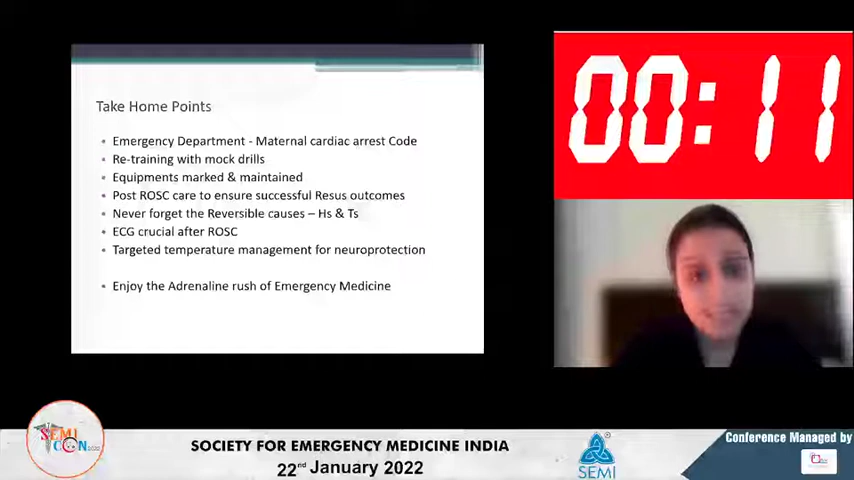 Take Home Points
• Emergency Department - Maternal cardiac arrest Code
• Re-training with mock drills
• Equipments marked & maintained
• Post ROSC care to ensure successful Resus outcomes
• Never forget the Reversible causes – Hs & Ts
• ECG crucial after ROSC
• Targeted temperature management for neuroprotection
• Enjoy the Adrenaline rush of Emergency Medicine
00:11
SEMI
CON 2022
SOCIETY FOR EMERGENCY MEDICINE INDIA
22nd January 2022
SEMI
Conference Managed by